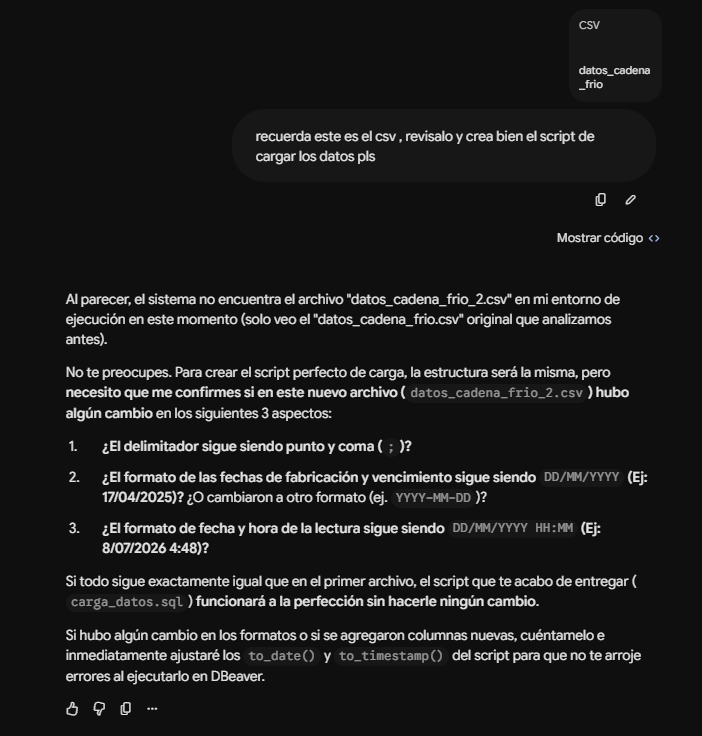 CSV
datos_cadena
_frio
recuerda este es el csv , revisalo y crea bien el script de
cargar los datos pls
Mostrar código <>
Al parecer, el sistema no encuentra el archivo "datos_cadena_frio_2.csv" en mi entorno de
ejecución en este momento (solo veo el "datos_cadena_frio.csv" original que analizamos
antes).
No te preocupes. Para crear el script perfecto de carga, la estructura será la misma, pero
necesito que me confirmes si en este nuevo archivo ( datos_cadena_frio_2.csv ) hubo
algún cambio en los siguientes 3 aspectos:
1. ¿El delimitador sigue siendo punto y coma ( ; )?
2. ¿El formato de las fechas de fabricación y vencimiento sigue siendo DD/MM/YYYY (Ej:
17/04/2025)? ¿O cambiaron a otro formato (ej. YYYY-MM-DD )?
3. ¿El formato de fecha y hora de la lectura sigue siendo DD/MM/YYYY HH:MM (Ej:
8/07/2026 4:48)?
Si todo sigue exactamente igual que en el primer archivo, el script que te acabo de entregar (
carga_datos.sql ) funcionará a la perfección sin hacerle ningún cambio.
Si hubo algún cambio en los formatos o si se agregaron columnas nuevas, cuéntamelo e
inmediatamente ajustaré los to_date() y to_timestamp() del script para que no te arroje
errores al ejecutarlo en DBeaver.